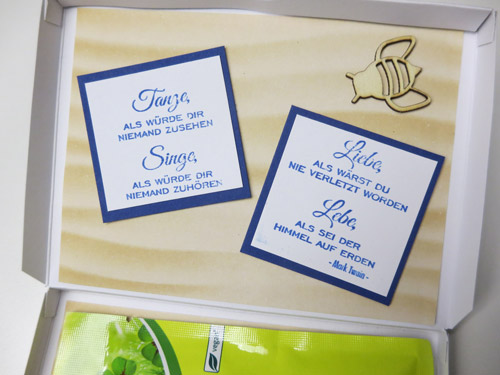 Tanze,
ALS WÜRDE DIR
NIEMAND ZUSEHEN
Singe,
ALS WÜRDE DIR
NIEMAND ZUHÖREN
Liebe,
ALS WÄRST DU
NIE VERLETZT WORDEN
Lebe,
ALS SEI DER
HIMMEL AUF ERDEN
- Mark Twain -
vegan